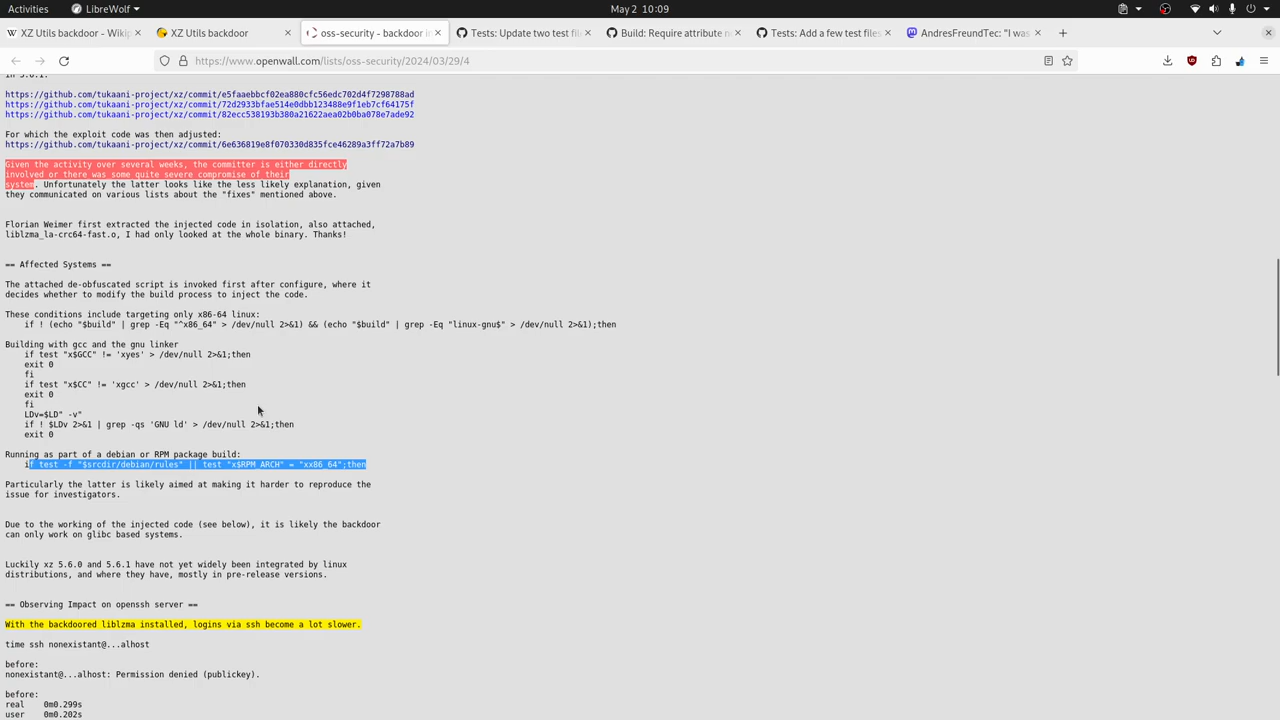 Activities
LibreWolf
May 2 10:09
XZ Utils backdoor - Wikip
XZ Utils backdoor
oss-security - backdoor in
Tests: Update two test file
Build: Require attribute n
Tests: Add a few test files
AndresFreundTec: "I was
https://www.openwall.com/lists/oss-security/2024/03/29/4
in 5.6.1:
https://github.com/tukaani-project/xz/commit/e5faaebbcf02ea880cfc56edc702d4f7298788ad
https://github.com/tukaani-project/xz/commit/72d2933bfae514e0dbb123488e9f1eb7cf64175f
https://github.com/tukaani-project/xz/commit/82ecc538193b380a21622aea02b0ba078e7ade92
For which the exploit code was then adjusted:
https://github.com/tukaani-project/xz/commit/6e636819e8f070330d835fce46289a3ff72a7b89
Given the activity over several weeks, the committer is either directly
involved or there was some quite severe compromise of their
system. Unfortunately the latter looks like the less likely explanation, given
they communicated on various lists about the "fixes" mentioned above.
Florian Weimer first extracted the injected code in isolation, also attached,
liblzma_la-crc64-fast.o, I had only looked at the whole binary. Thanks!
== Affected Systems ==
The attached de-obfuscated script is invoked first after configure, where it
decides whether to modify the build process to inject the code.
These conditions include targeting only x86-64 linux:
if ! (echo "$build" | grep -Eq "^x86_64" > /dev/null 2>&1) && (echo "$build" | grep -Eq "linux-gnu$" > /dev/null 2>&1);then
Building with gcc and the gnu linker
if test "x$GCC" != 'xyes' > /dev/null 2>&1;then
exit 0
fi
if test "x$CC" != 'xgcc' > /dev/null 2>&1;then
exit 0
fi
LDv=$LD" -v"
if ! $LDv 2>&1 | grep -qs 'GNU ld' > /dev/null 2>&1;then
exit 0
Running as part of a debian or RPM package build:
if test -f "$srcdir/debian/rules" || test "x$RPM_ARCH" = "xx86_64";then
Particularly the latter is likely aimed at making it harder to reproduce the
issue for investigators.
Due to the working of the injected code (see below), it is likely the backdoor
can only work on glibc based systems.
Luckily xz 5.6.0 and 5.6.1 have not yet widely been integrated by linux
distributions, and where they have, mostly in pre-release versions.
== Observing Impact on openssh server ==
With the backdoored liblzma installed, logins via ssh become a lot slower.
time ssh nonexistant@...alhost
before:
nonexistant@...alhost: Permission denied (publickey).
before:
real 0m0.299s
user 0m0.202s